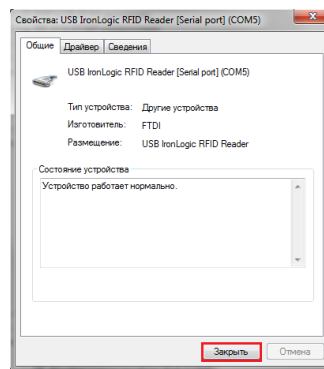 Свойства: USB IronLogic RFID Reader [Serial port] (COM5)
Общие Драйвер Сведения
USB IronLogic RFID Reader [Serial port] (COM5)
Тип устройства: Другие устройства
Изготовитель: FTDI
Размещение: USB IronLogic RFID Reader
Состояние устройства
Устройство работает нормально.
Закрыть Отмена